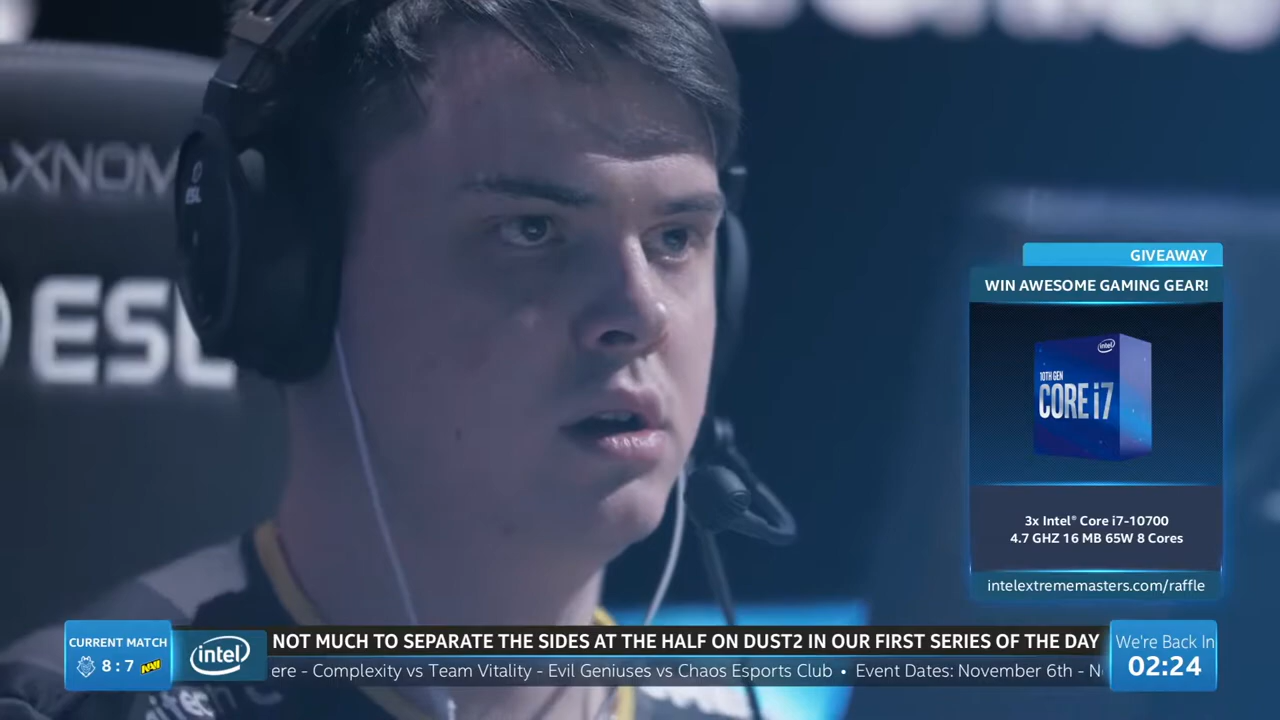 AXNOM
ESL
ESL
GIVEAWAY
WIN AWESOME GAMING GEAR!
intel
10TH GEN
CORE i7
3x Intel® Core i7-10700
4.7 GHZ 16 MB 65W 8 Cores
intelextrememasters.com/raffle
CURRENT MATCH
8 : 7
NAVI
intel
NOT MUCH TO SEPARATE THE SIDES AT THE HALF ON DUST2 IN OUR FIRST SERIES OF THE DAY
ere - Complexity vs Team Vitality - Evil Geniuses vs Chaos Esports Club • Event Dates: November 6th - N
We're Back In
02:24